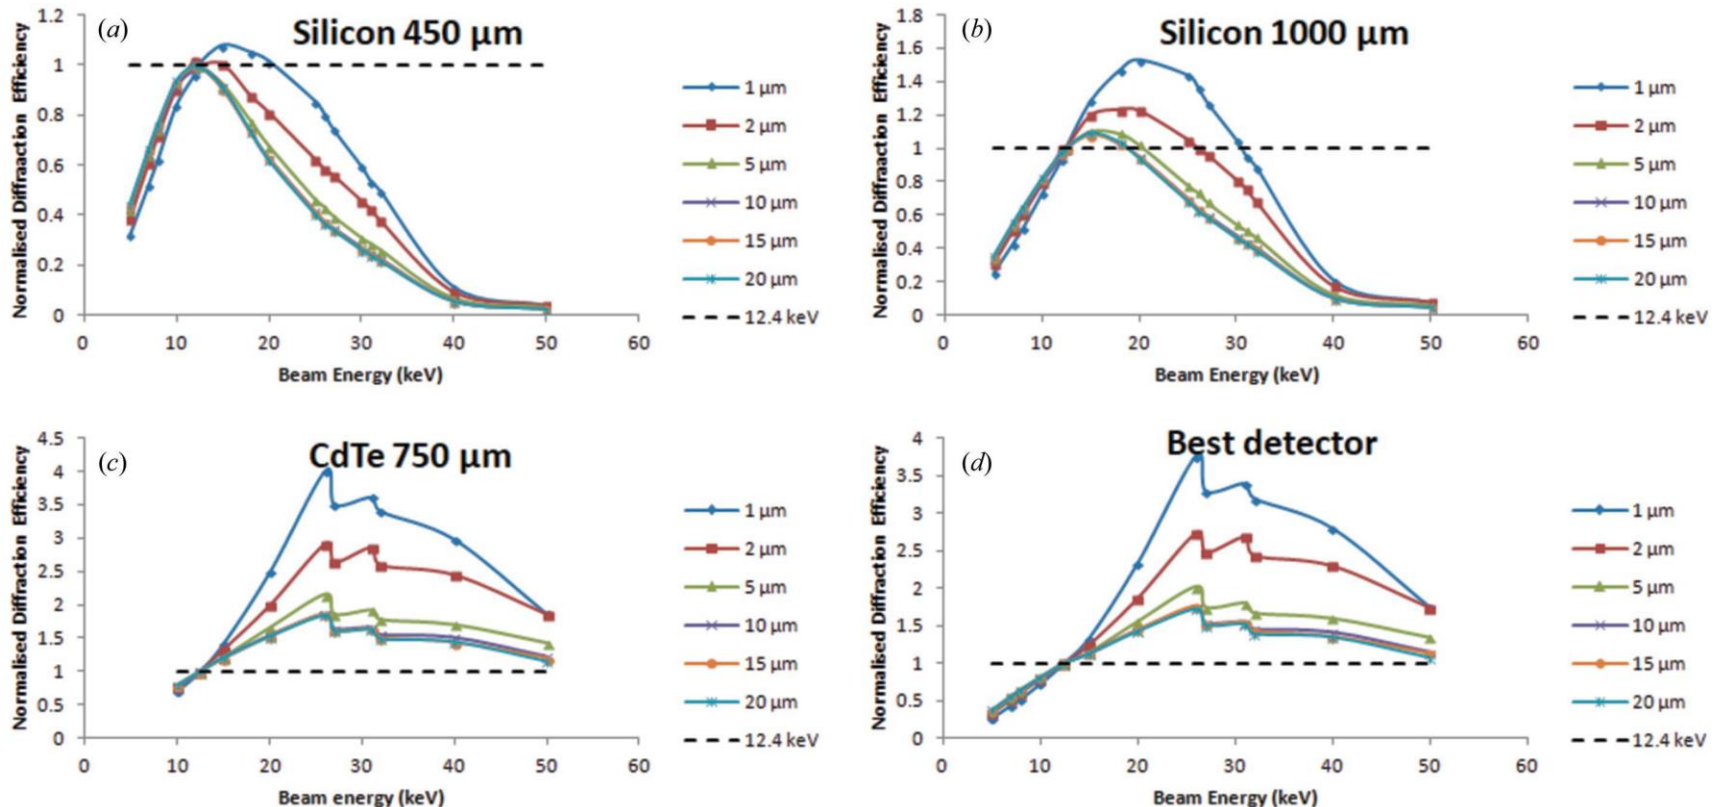 (a)
Silicon 450 µm
Normalised Diffraction Efficiency
1.2
1
0.8
0.6
0.4
0.2
0
0 10 20 30 40 50 60
Beam Energy (keV)
1 µm
2 µm
5 µm
10 µm
15 µm
20 µm
12.4 keV
(b)
Silicon 1000 µm
Normalised Diffraction Efficiency
1.8
1.6
1.4
1.2
1
0.8
0.6
0.4
0.2
0
0 10 20 30 40 50 60
Beam Energy (keV)
1 µm
2 µm
5 µm
10 µm
15 µm
20 µm
12.4 keV
(c)
CdTe 750 µm
Normalised Diffraction Efficiency
4.5
4
3.5
3
2.5
2
1.5
1
0.5
0
0 10 20 30 40 50 60
Beam energy (keV)
1 µm
2 µm
5 µm
10 µm
15 µm
20 µm
12.4 keV
(d)
Best detector
Normalised Diffraction Efficiency
4
3.5
3
2.5
2
1.5
1
0.5
0
0 10 20 30 40 50 60
Beam Energy (keV)
1 µm
2 µm
5 µm
10 µm
15 µm
20 µm
12.4 keV